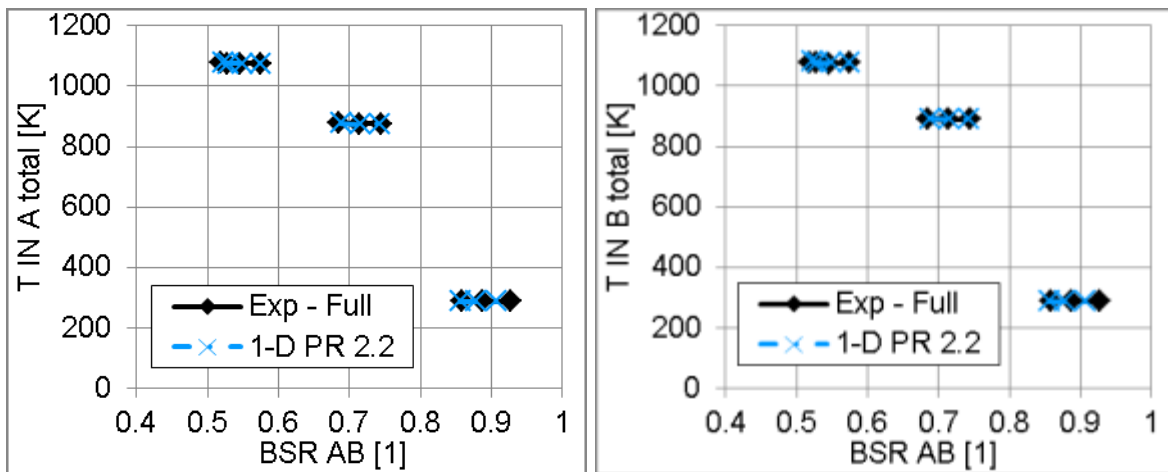 T IN A total [K]
1200
1000
800
600
400
200
0
Exp - Full
1-D PR 2.2
0.4 0.5 0.6 0.7 0.8 0.9 1
BSR AB [1]
T IN B total [K]
1200
1000
800
600
400
200
0
Exp - Full
1-D PR 2.2
0.4 0.5 0.6 0.7 0.8 0.9 1
BSR AB [1]